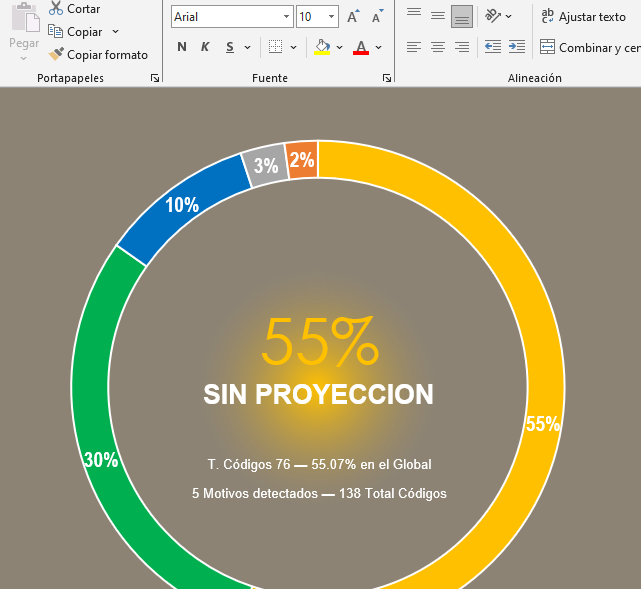 Cortar
Copiar
Copiar formato
Pegar
Portapapeles
Arial
10
A A
N K S
A
Fuente
ab
Ajustar texto
Combinar y cen
Alineación
3%
2%
10%
55%
SIN PROYECCION
55%
30%
T. Códigos 76 — 55.07% en el Global
5 Motivos detectados — 138 Total Códigos